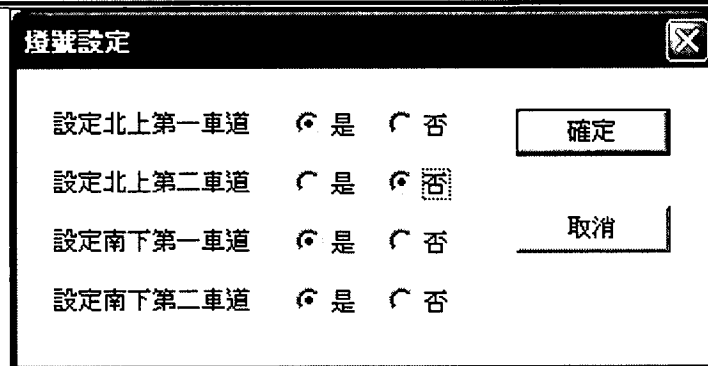 燈號設定
設定北上第一車道 是 否 確定
設定北上第二車道 是 否
設定南下第一車道 是 否 取消
設定南下第二車道 是 否